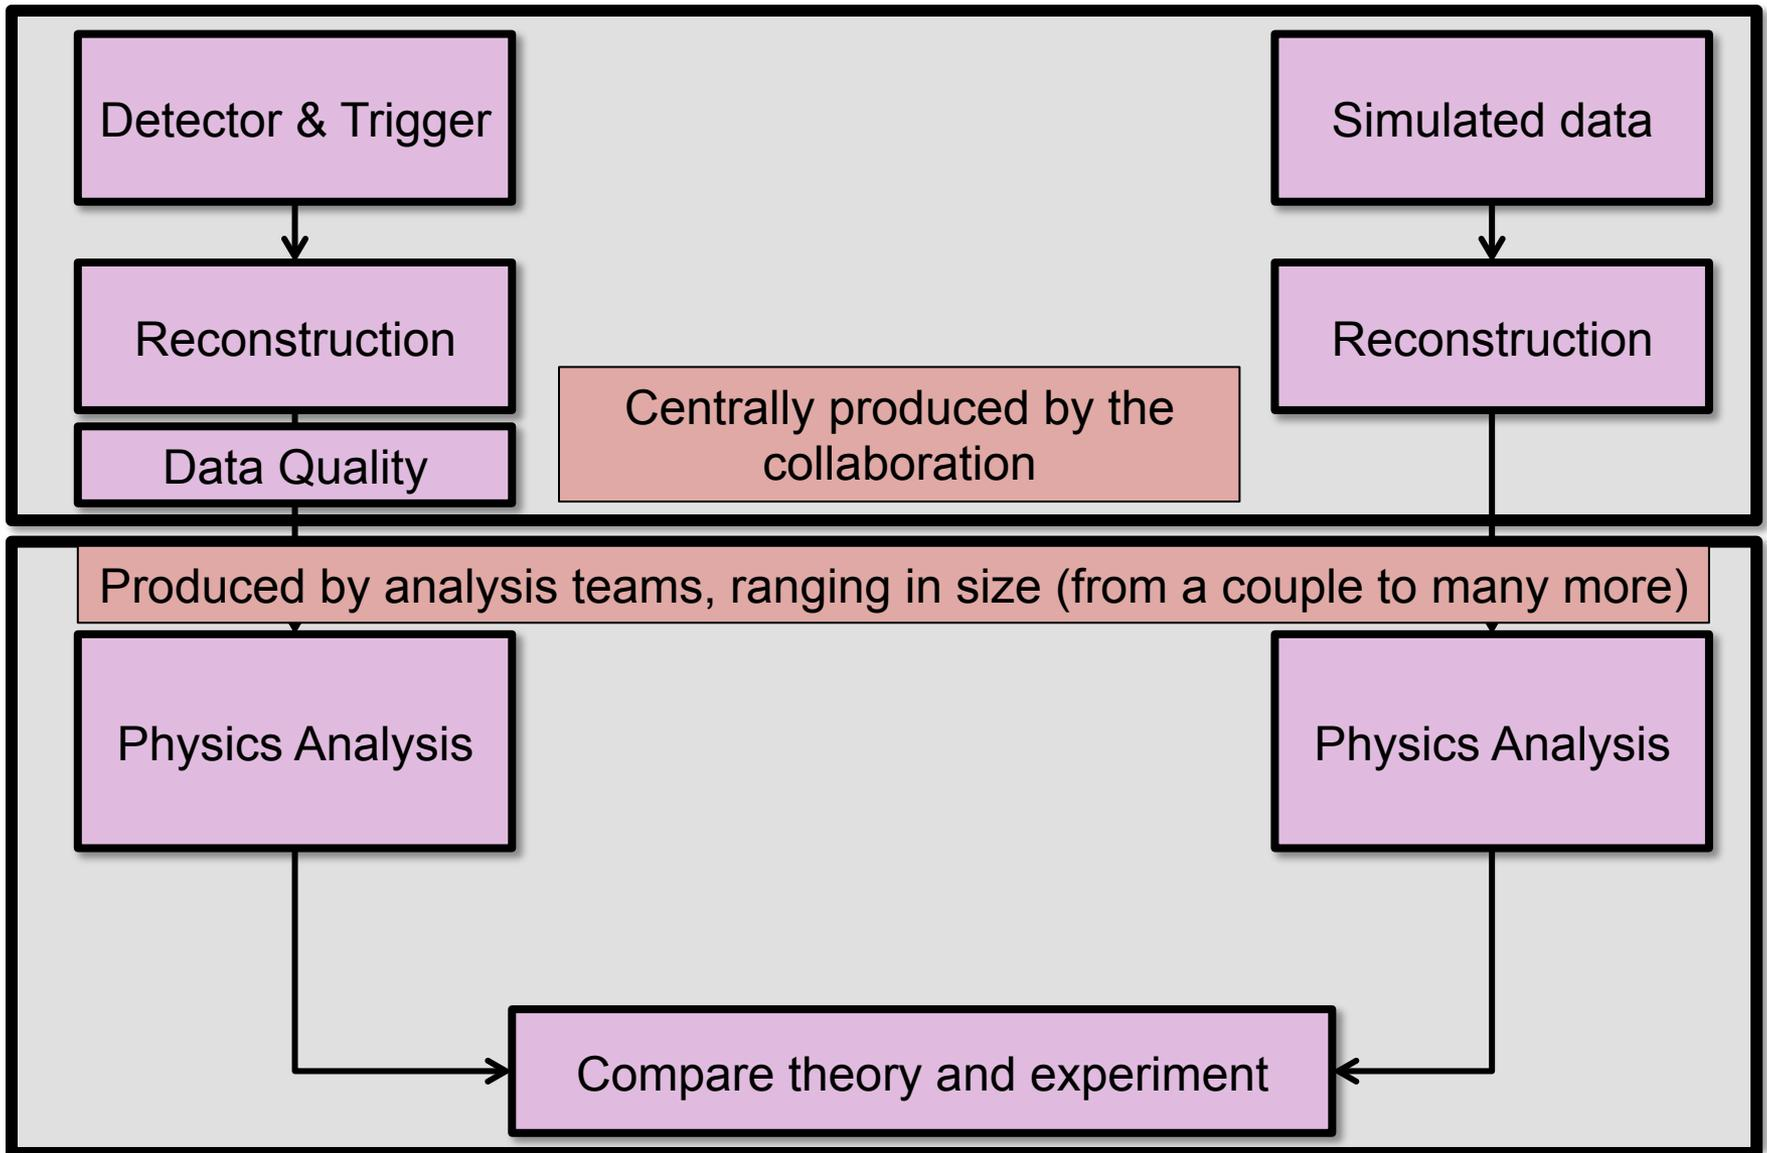 Detector & Trigger
Simulated data
Reconstruction
Reconstruction
Centrally produced by the
collaboration
Data Quality
Produced by analysis teams, ranging in size (from a couple to many more)
Physics Analysis
Physics Analysis
Compare theory and experiment